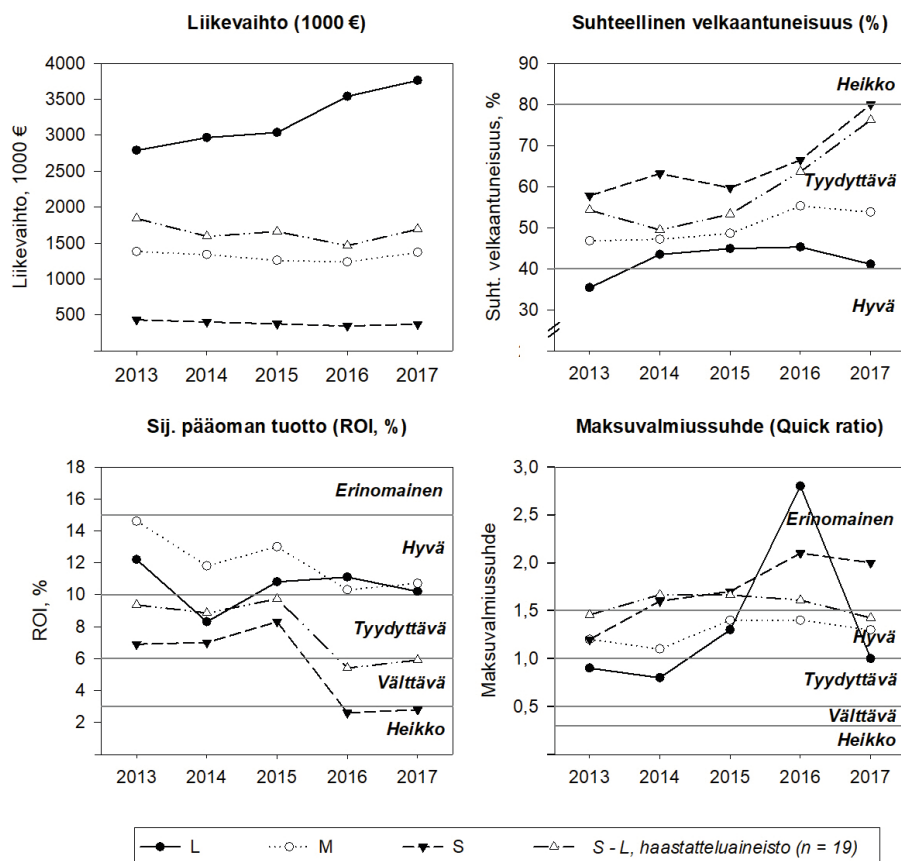 Liikevaihto (1000 €)
Liikevaihto, 1000 €
4000
3500
3000
2500
2000
1500
1000
500
2013 2014 2015 2016 2017
Suhteellinen velkaantuneisuus (%)
Suht. velkaantuneisuus, %
90
80
70
60
50
40
30
Heikko
Tyydyttävä
Hyvä
2013 2014 2015 2016 2017
Sij. pääoman tuotto (ROI, %)
ROI, %
18
16
14
12
10
8
6
4
2
Erinomainen
Hyvä
Tyydyttävä
Välttävä
Heikko
2013 2014 2015 2016 2017
Maksuvalmiussuhde (Quick ratio)
Maksuvalmiussuhde
3,0
2,5
2,0
1,5
1,0
0,5
Erinomainen
Hyvä
Tyydyttävä
Välttävä
Heikko
2013 2014 2015 2016 2017
L M S S - L, haastatteluaineisto (n = 19)